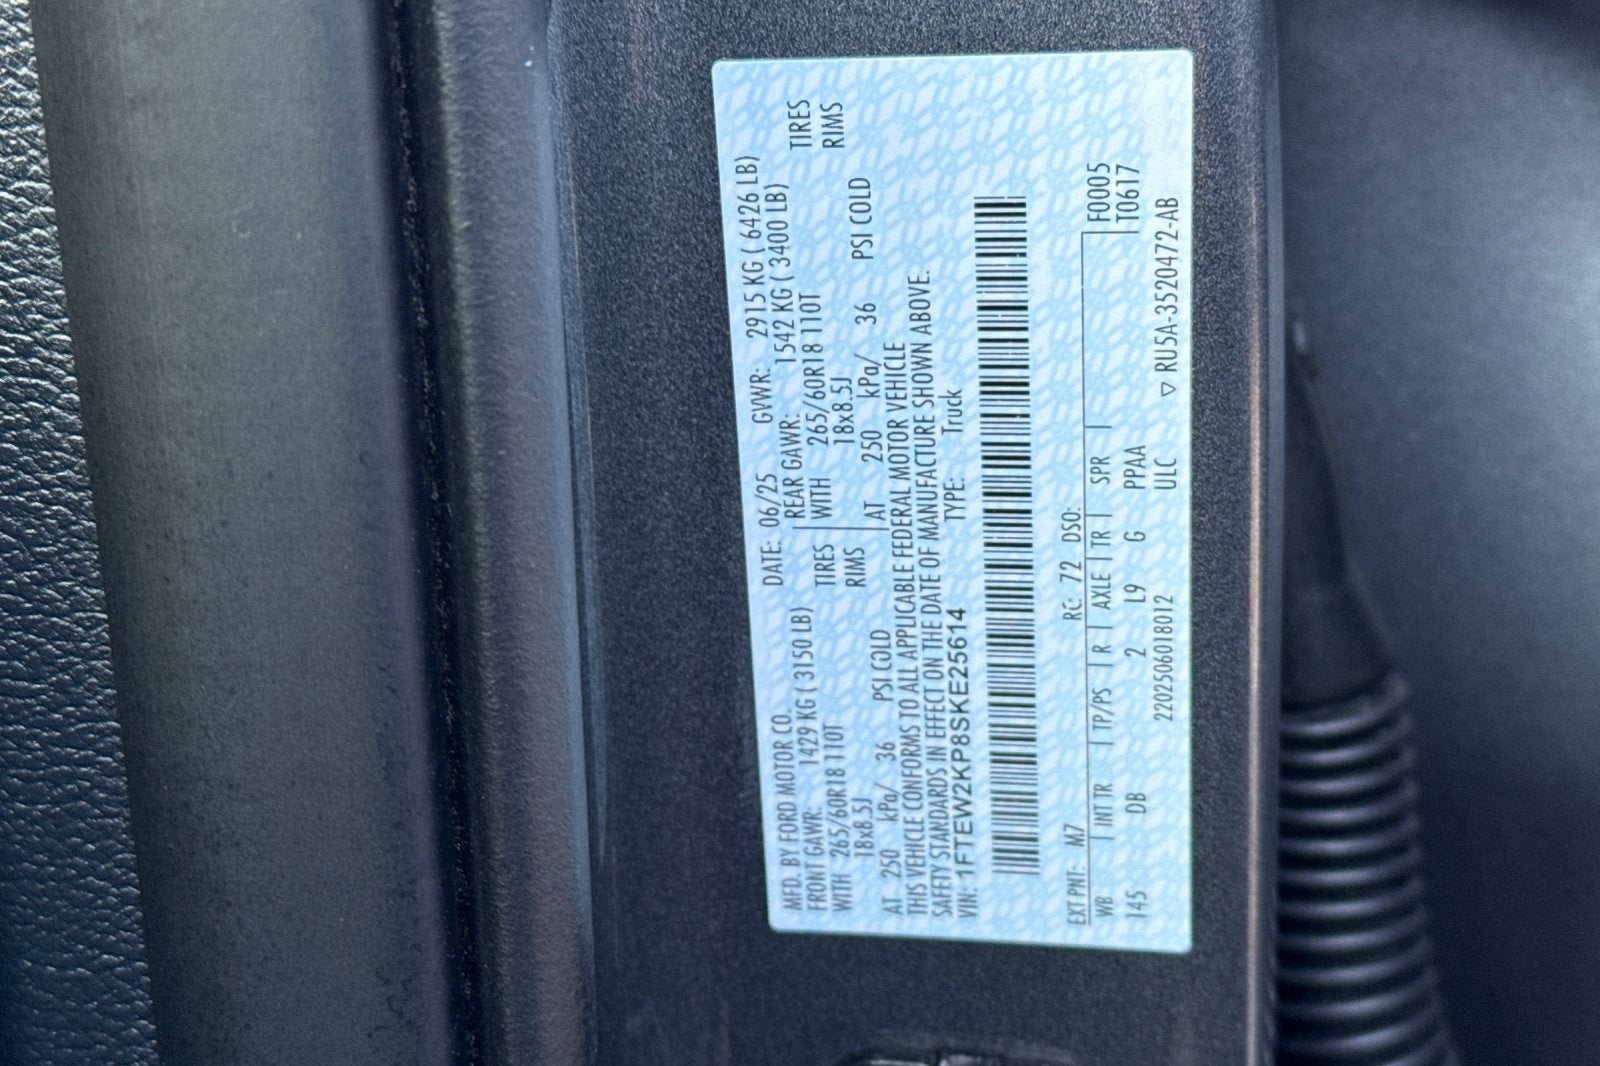 MFD. BY FORD MOTOR CO. DATE: 06/25 GVWR: 2915 KG ( 6426 LB)
FRONT GAWR: 1429 KG ( 3150 LB) REAR GAWR: 1542 KG ( 3400 LB)
WITH 265/60R18 110T TIRES WITH 265/60R18 110T TIRES
18x8.5J RIMS 18x8.5J RIMS
AT 250 kPa/ 36 PSI COLD AT 250 kPa/ 36 PSI COLD
THIS VEHICLE CONFORMS TO ALL APPLICABLE FEDERAL MOTOR VEHICLE
SAFETY STANDARDS IN EFFECT ON THE DATE OF MANUFACTURE SHOWN ABOVE.
VIN: 1FTEW2KP8SKE25614 TYPE: Truck
EXT PNT: M7 RC: 72 DSO:
WB | INT TR | TP/PS | R | AXLE | TR | SPR | F0005
145 DB 2 L9 G PPAA T0617
2202506018012 ULC ▽ RU5A-3520472-AB